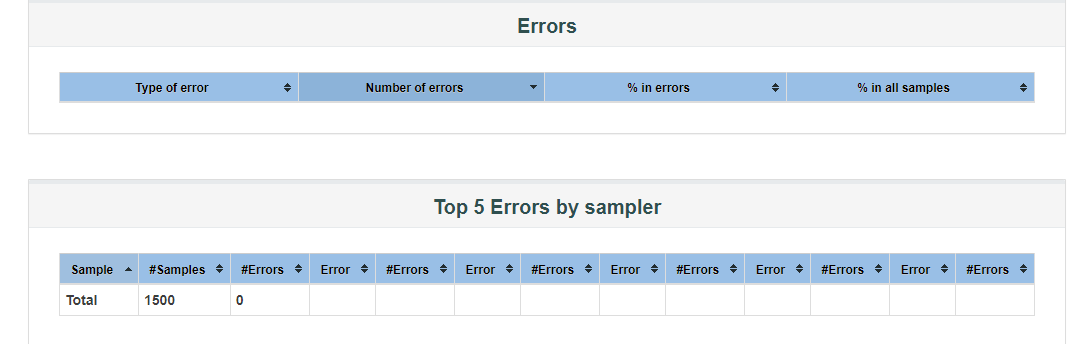 Errors
Type of error Number of errors % in errors % in all samples
Top 5 Errors by sampler
Sample #Samples #Errors Error #Errors Error #Errors Error #Errors Error #Errors Error #Errors
Total 1500 0